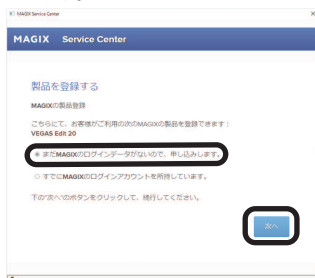 MAGIX Service Center
MAGIX Service Center
製品を登録する
MAGIXの製品登録
こちらにて、お客様がご利用の次のMAGIXの製品を登録できます：
VEGAS Edit 20
まだMAGIXのログインデータがないので、申し込みします。
すでにMAGIXのログインアカウントを所持しています。
下の"次へ"のボタンをクリックして、続行してください。
次へ